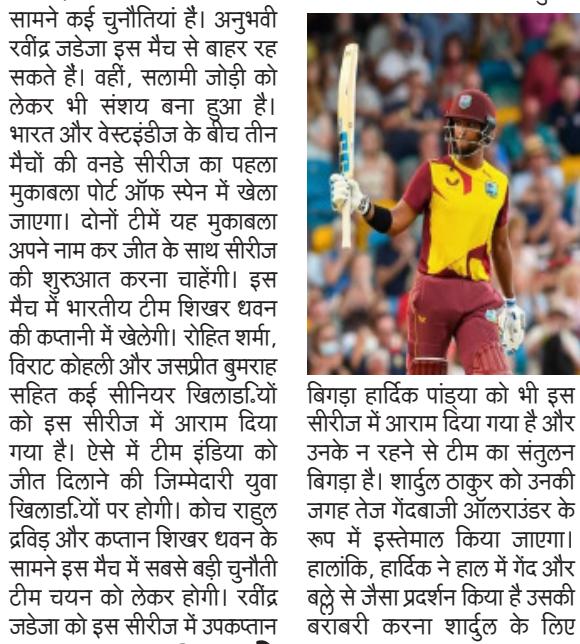 सामने कई चुनौतियां हैं। अनुभवी
रवींद्र जडेजा इस मैच से बाहर रह
सकते हैं। वहीं, सलामी जोड़ी को
लेकर भी संशय बना हुआ है।
भारत और वेस्टइंडीज के बीच तीन
मैचों की वनडे सीरीज का पहला
मुकाबला पोर्ट ऑफ स्पेन में खेला
जाएगा। दोनों टीमें यह मुकाबला
अपने नाम कर जीत के साथ सीरीज
की शुरुआत करना चाहेंगी। इस
मैच में भारतीय टीम शिखर धवन
की कप्तानी में खेलेगी। रोहित शर्मा,
विराट कोहली और जसप्रीत बुमराह
सहित कई सीनियर खिलाड़ियों
को इस सीरीज में आराम दिया
गया है। ऐसे में टीम इंडिया को
जीत दिलाने की जिम्मेदारी युवा
खिलाड़ियों पर होगी। कोच राहुल
द्रविड़ और कप्तान शिखर धवन के
सामने इस मैच में सबसे बड़ी चुनौती
टीम चयन को लेकर होगी। रवींद्र
जडेजा को इस सीरीज में उपकप्तान
बिगड़ा हार्दिक पांड्या को भी इस
सीरीज में आराम दिया गया है और
उनके न रहने से टीम का संतुलन
बिगड़ा है। शार्दुल ठाकुर को उनकी
जगह तेज गेंदबाजी ऑलराउंडर के
रूप में इस्तेमाल किया जाएगा।
हालांकि, हार्दिक ने हाल में गेंद और
बल्ले से जैसा प्रदर्शन किया है उसकी
बराबरी करना शार्दुल के लिए